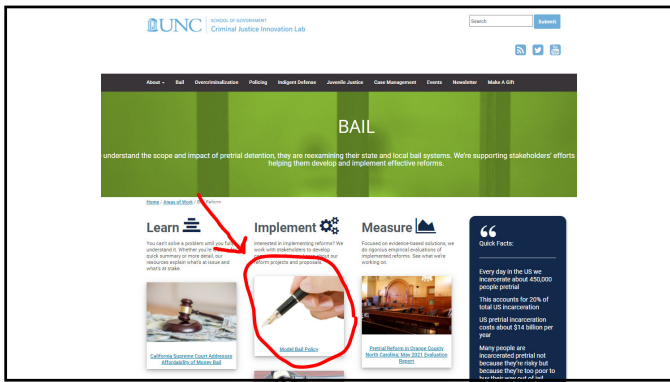 UNC SCHOOL OF GOVERNMENT
Criminal Justice Innovation Lab
Search Submit
About Bail Overcriminalization Policing Indigent Defense Juvenile Justice Case Management Events Newsletter Make A Gift
BAIL
understand the scope and impact of pretrial detention, they are reexamining their state and local bail systems. We're supporting stakeholders' efforts
helping them develop and implement effective reforms.
Home / Areas of Work / Reform
Learn
You can't solve a problem until you fully
understand it. Whether you're
quick summary or more detail, our
resources explain what's at issue and
what's at stake.
California Supreme Court Addresses
Affordability of Money Bail
Implement
Interested in implementing reforms? We
work with stakeholders to develop
about our
reform projects and proposals.
Model Bail Policy
Measure
Focused on evidence-based solutions, we
do rigorous empirical evaluations of
implemented reforms. See what we're
working on.
Pretrial Reform in Orange County
North Carolina: May 2021 Evaluation
Report
Quick Facts:
Every day in the US we
incarcerate about 450,000
people pretrial
This accounts for 20% of
total US incarceration
US pretrial incarceration
costs about $14 billion per
year
Many people are
incarcerated pretrial not
because they're risky but
because they're too poor to
buy their way out of jail